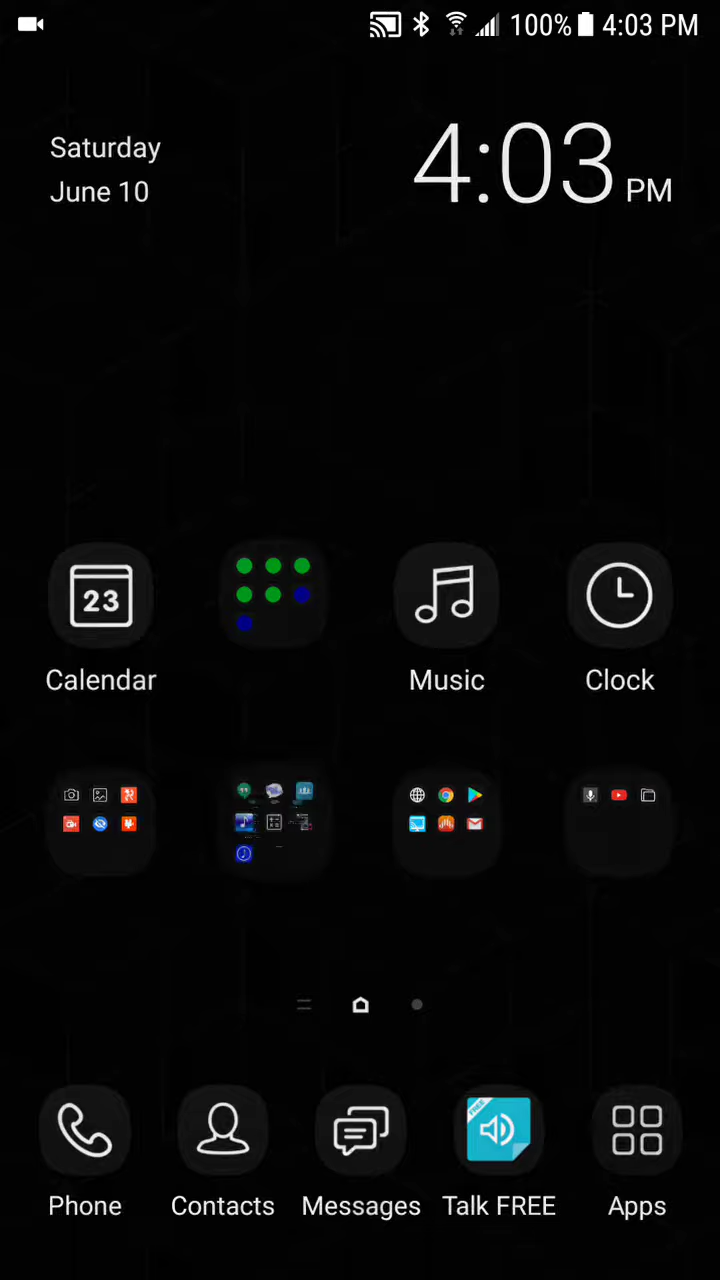 100% 4:03 PM
Saturday
June 10
4:03 PM
23
Calendar
Music
Clock
FREE
Phone
Contacts
Messages
Talk FREE
Apps